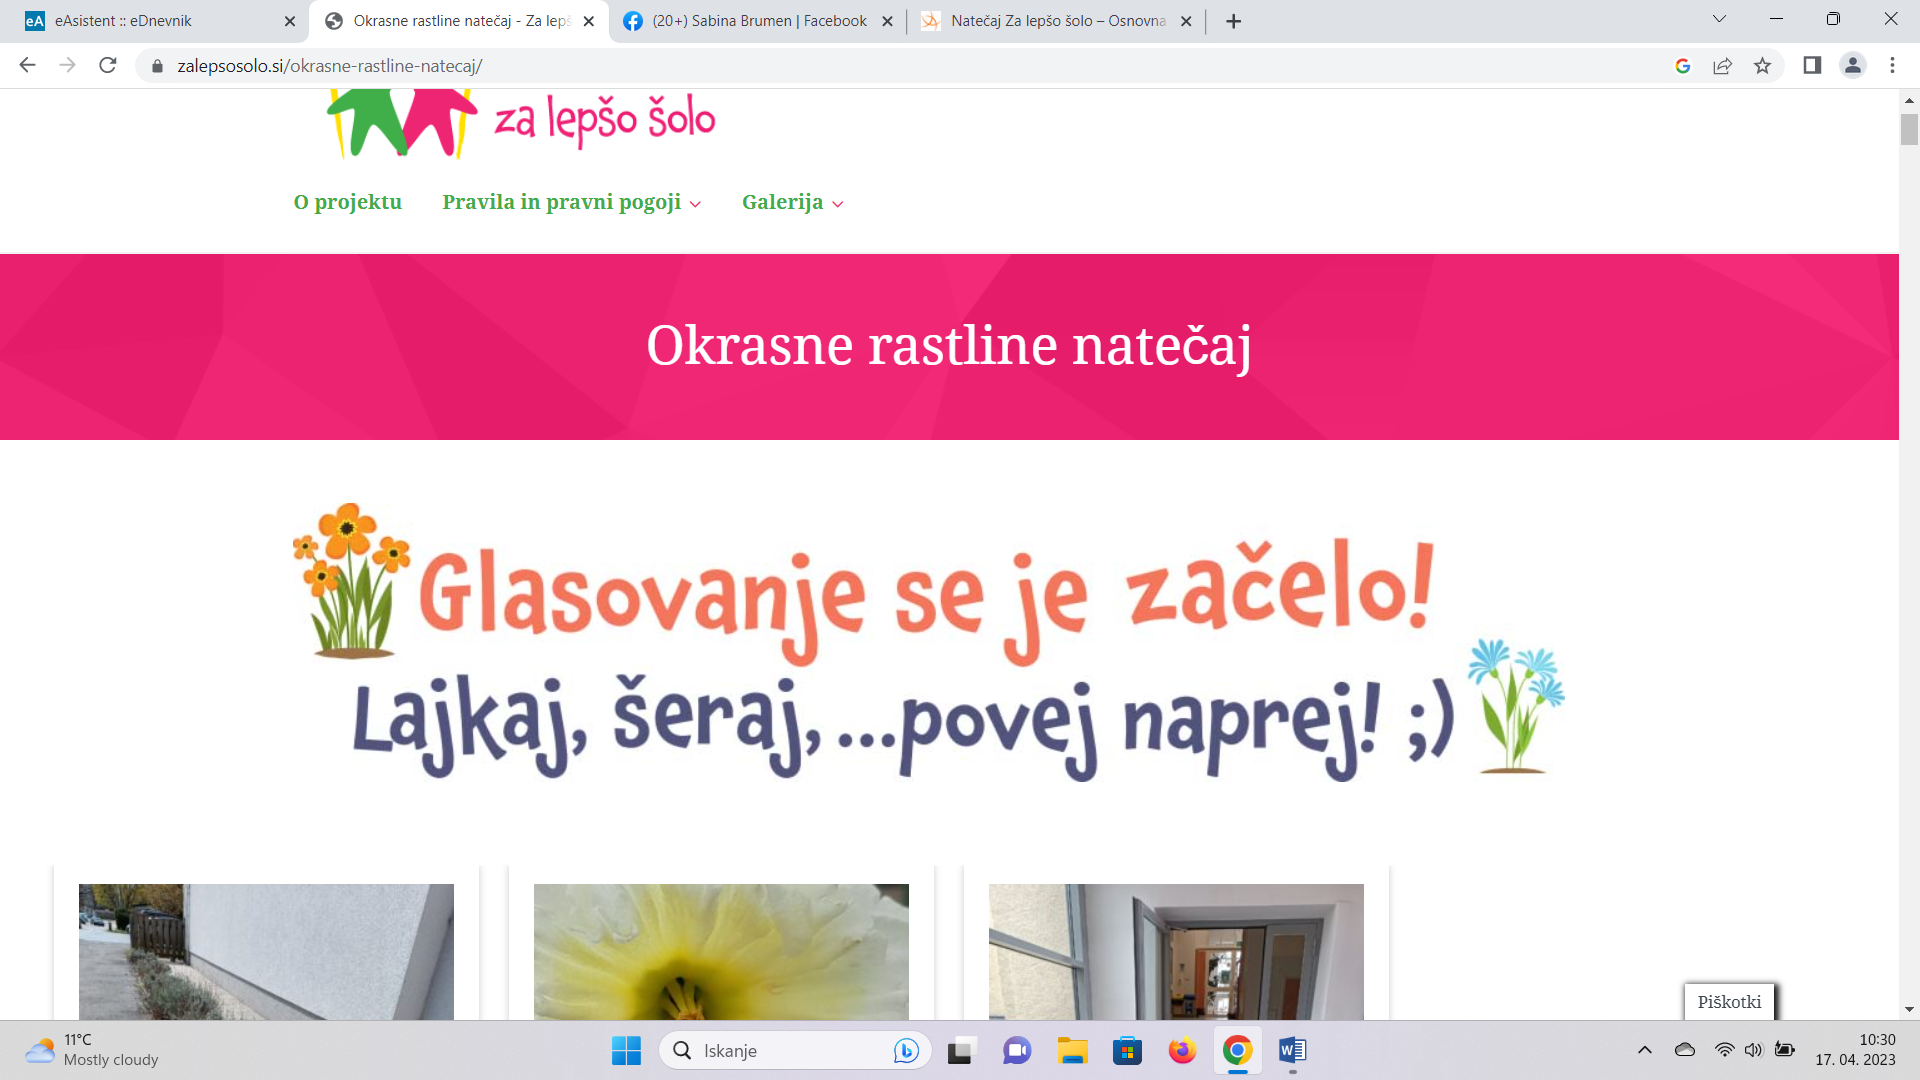 eAsistent :: eDnevnik
Okrasne rastline natečaj - Za lepš
(20+) Sabina Brumen | Facebook
Natečaj Za lepšo šolo – Osnovna
zalepsosolo.si/okrasne-rastline-natecaj/
za lepšo šolo
O projektu
Pravila in pravni pogoji
Galerija
Okrasne rastline natečaj
Glasovanje se je začelo!
Lajkaj, šeraj, ...povej naprej! ;)
Piškotki
11°C
Mostly cloudy
Iskanje
10:30
17. 04. 2023